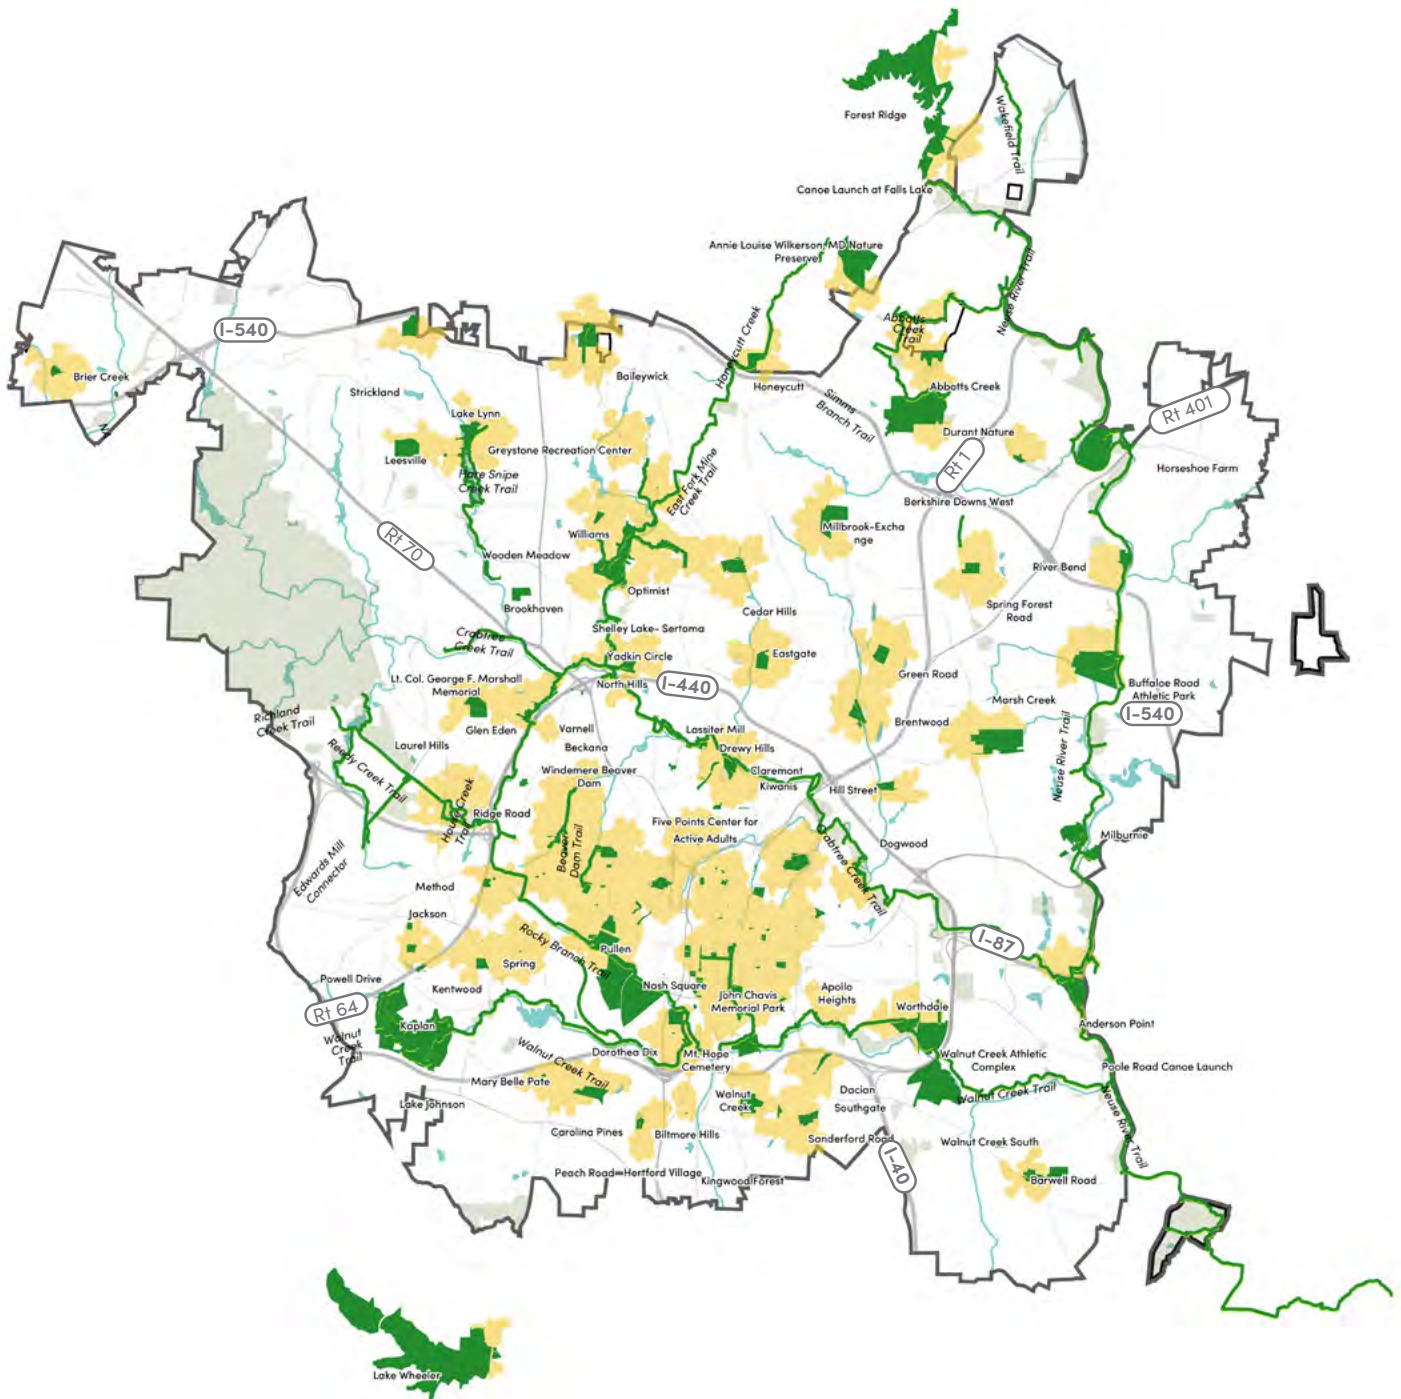 Forest Ridge
Wakefield Trail
Canoe Launch at Falls Lake
Annie Louise Wilkerson, MD Nature
Preserve
Neuse River Trail
Honeycutt Creek
Abbotts
Creek
Trail
I-540
Brier Creek
Baileywick
Honeycutt
Abbotts Creek
Strickland
Simms
Branch Trail
Rt 401
Lake Lynn
Durant Nature
Greystone Recreation Center
Leesville
Horseshoe Farm
Rt 1
Hare Snipe
Creek Trail
East Fork Mine
Creek Trail
Berkshire Downs West
Rt 70
Williams
Millbrook-Excha
nge
Wooden Meadow
River Bend
Optimist
Brookhaven
Cedar Hills
Spring Forest
Road
Shelley Lake- Sertoma
Crabtree
Creek Trail
Yadkin Circle
Eastgate
Lt. Col. George F. Marshall
Memorial
North Hills
I-440
Green Road
Buffaloe Road
Athletic Park
Marsh Creek
I-540
Richland
Creek Trail
Glen Eden
Varnell
Lassiter Mill
Brentwood
Laurel Hills
Beckana
Drewy Hills
Neuse River Trail
Reedy Creek Trail
Windemere Beaver
Dam
Claremont
Kiwanis
Hill Street
House Creek
Trail
Ridge Road
Five Points Center for
Active Adults
Milburnie
Beaver
Dam Trail
Crabtree Creek Trail
Dogwood
Edwards Mill
Connector
Method
Jackson
Rocky Branch Trail
Pullen
I-87
Spring
Powell Drive
Kentwood
Nash Square
John Chavis
Memorial Park
Apollo
Heights
Worthdale
Rt 64
Kaplan
Anderson Point
Walnut
Creek
Trail
Walnut Creek Trail
Dorothea Dix
Mt. Hope
Cemetery
Walnut Creek Athletic
Complex
Poole Road Canoe Launch
Mary Belle Pate
Walnut
Creek
Dacian
Southgate
Walnut Creek Trail
Neuse River Trail
Lake Johnson
Carolina Pines
Biltmore Hills
Sanderford Road
Walnut Creek South
I-40
Peach Road
Hertford Village
Kingwood Forest
Barwell Road
Lake Wheeler